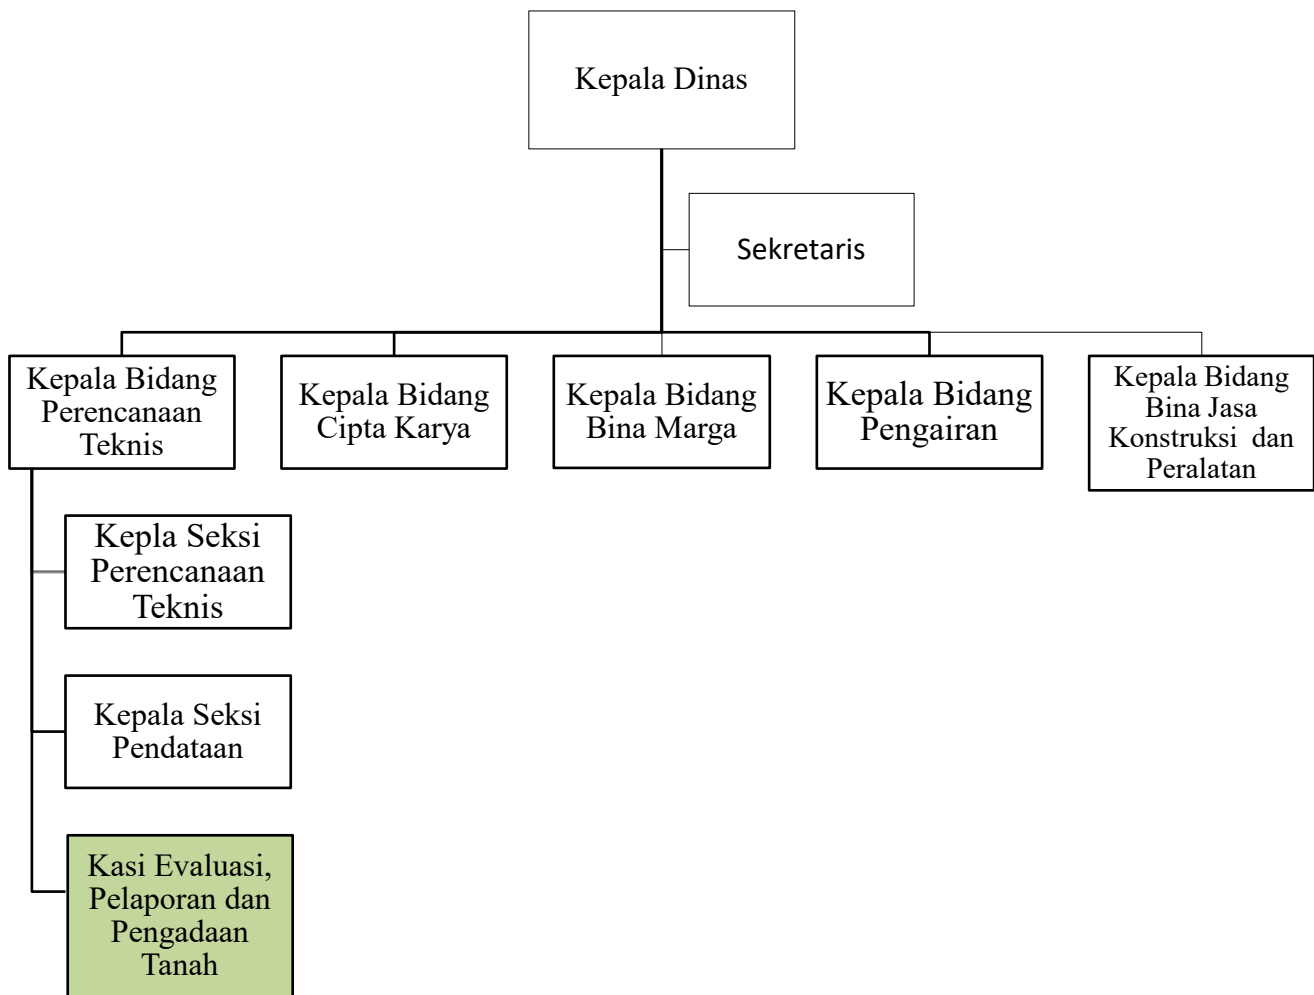 Kepala Dinas
Sekretaris
Kepala Bidang
Perencanaan
Teknis
Kepala Bidang
Cipta Karya
Kepala Bidang
Bina Marga
Kepala Bidang
Pengairan
Kepala Bidang
Bina Jasa
Konstruksi dan
Peralatan
Kepla Seksi
Perencanaan
Teknis
Kepala Seksi
Pendataan
Kasi Evaluasi,
Pelaporan dan
Pengadaan
Tanah